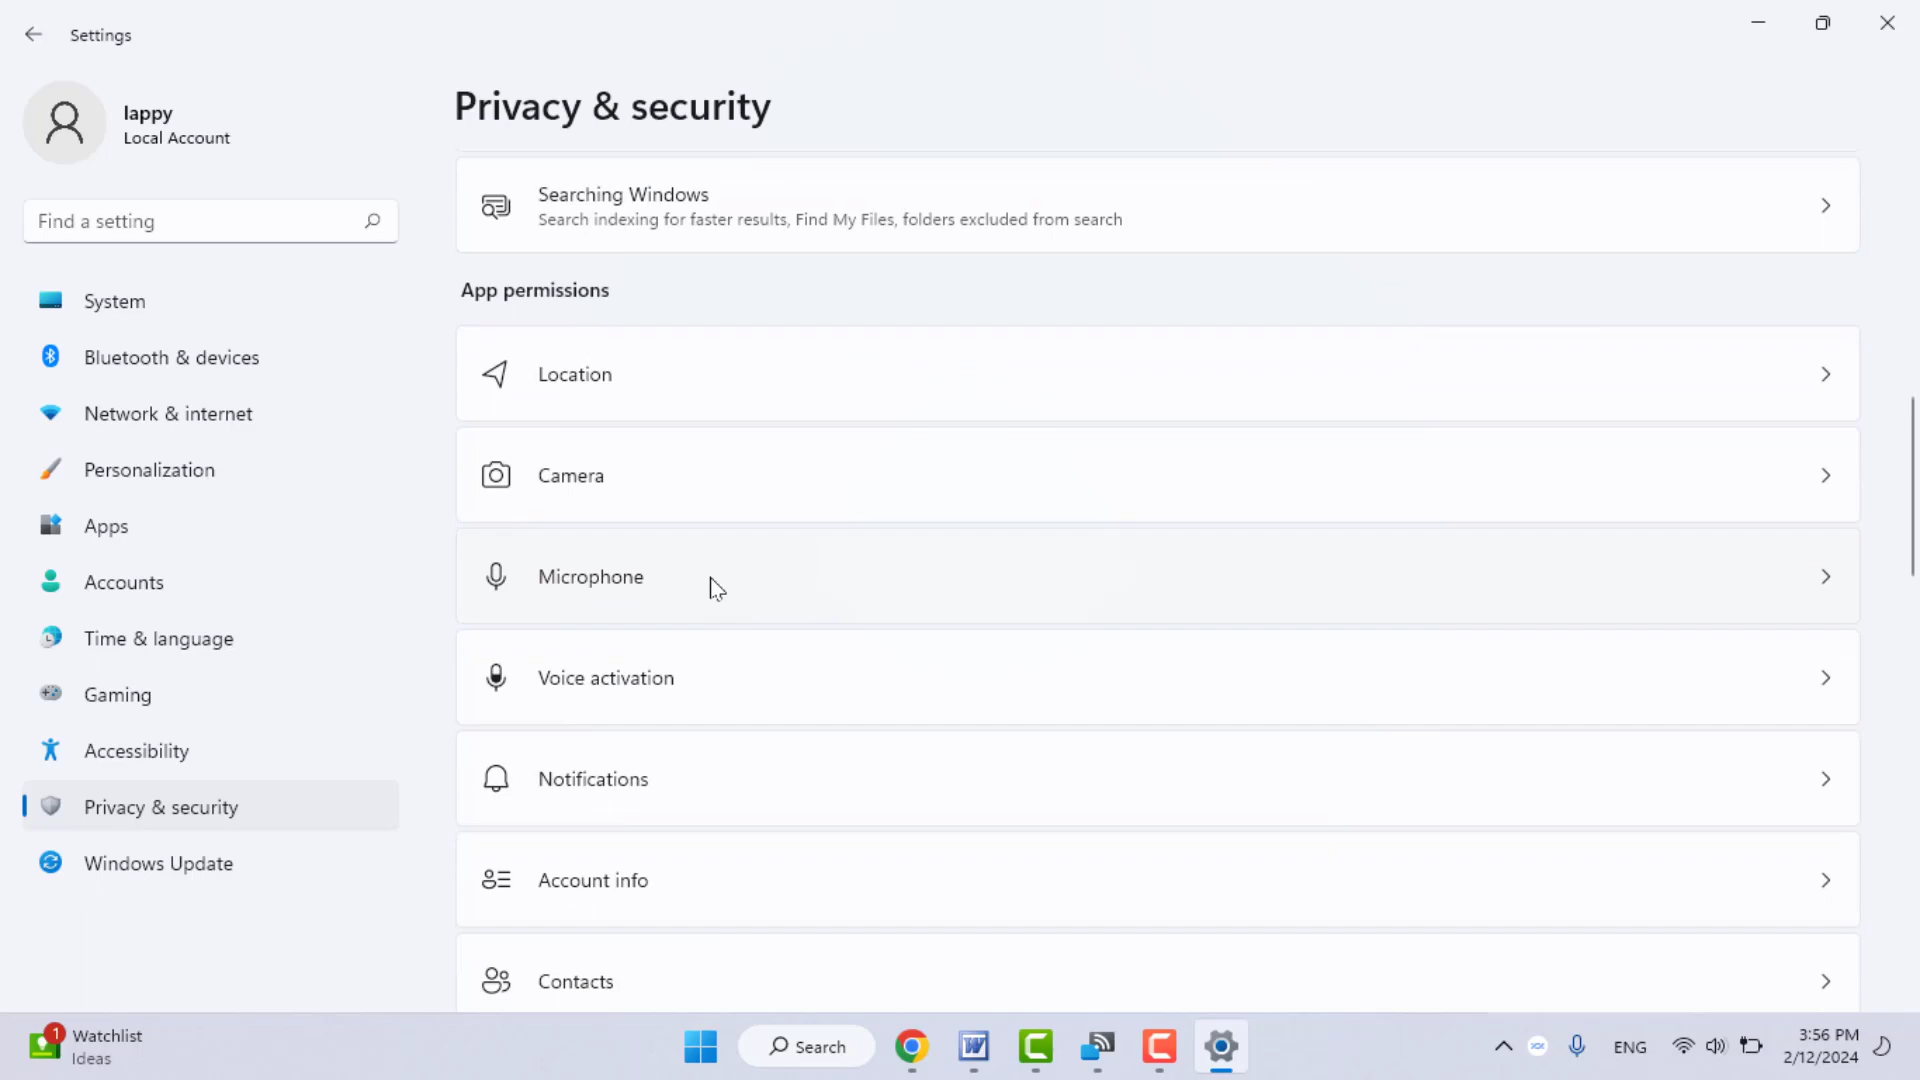 Settings
lappy
Local Account
Find a setting
System
Bluetooth & devices
Network & internet
Personalization
Apps
Accounts
Time & language
Gaming
Accessibility
Privacy & security
Windows Update
Privacy & security
Searching Windows
Search indexing for faster results, Find My Files, folders excluded from search
App permissions
Location
Camera
Microphone
Voice activation
Notifications
Account info
Contacts
1
Watchlist
Ideas
Search
W
ENG
3:56 PM
2/12/2024